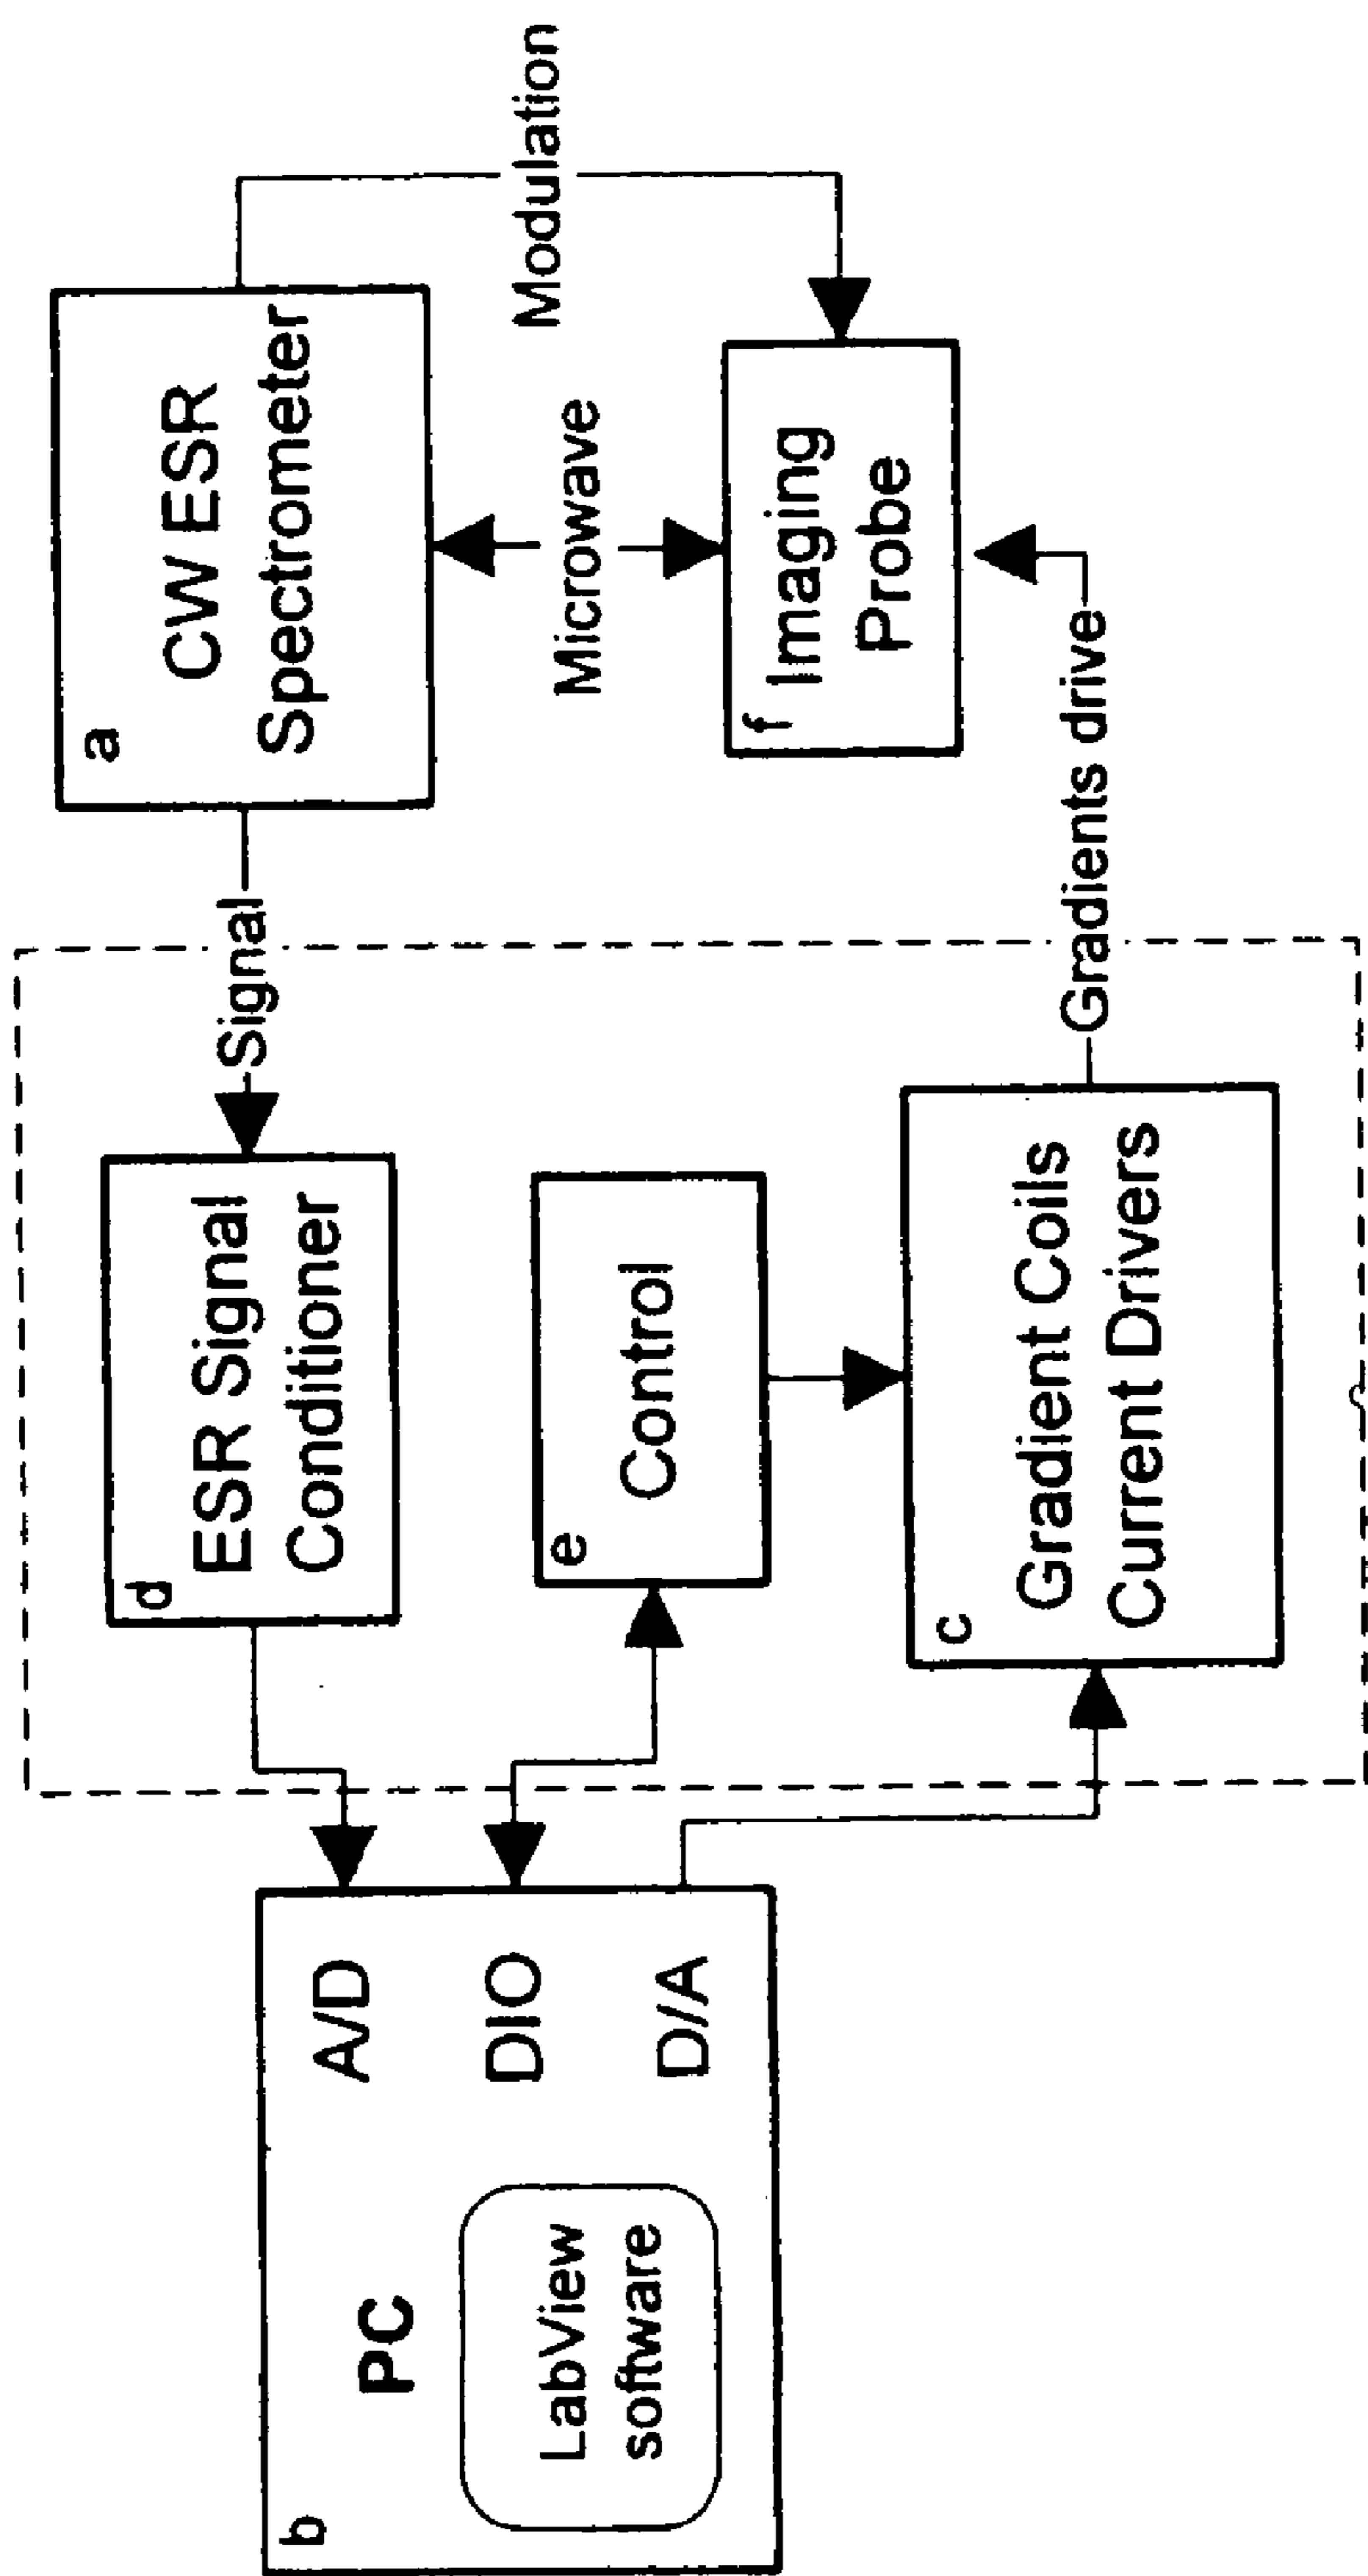 b
PC
LabView
software
A/D
DIO
D/A
d
ESR Signal
Conditioner
e
Control
c
Gradient Coils
Current Drivers
Signal
Gradients drive
a
CW ESR
Spectrometer
Microwave
Modulation
f
Imaging
Probe